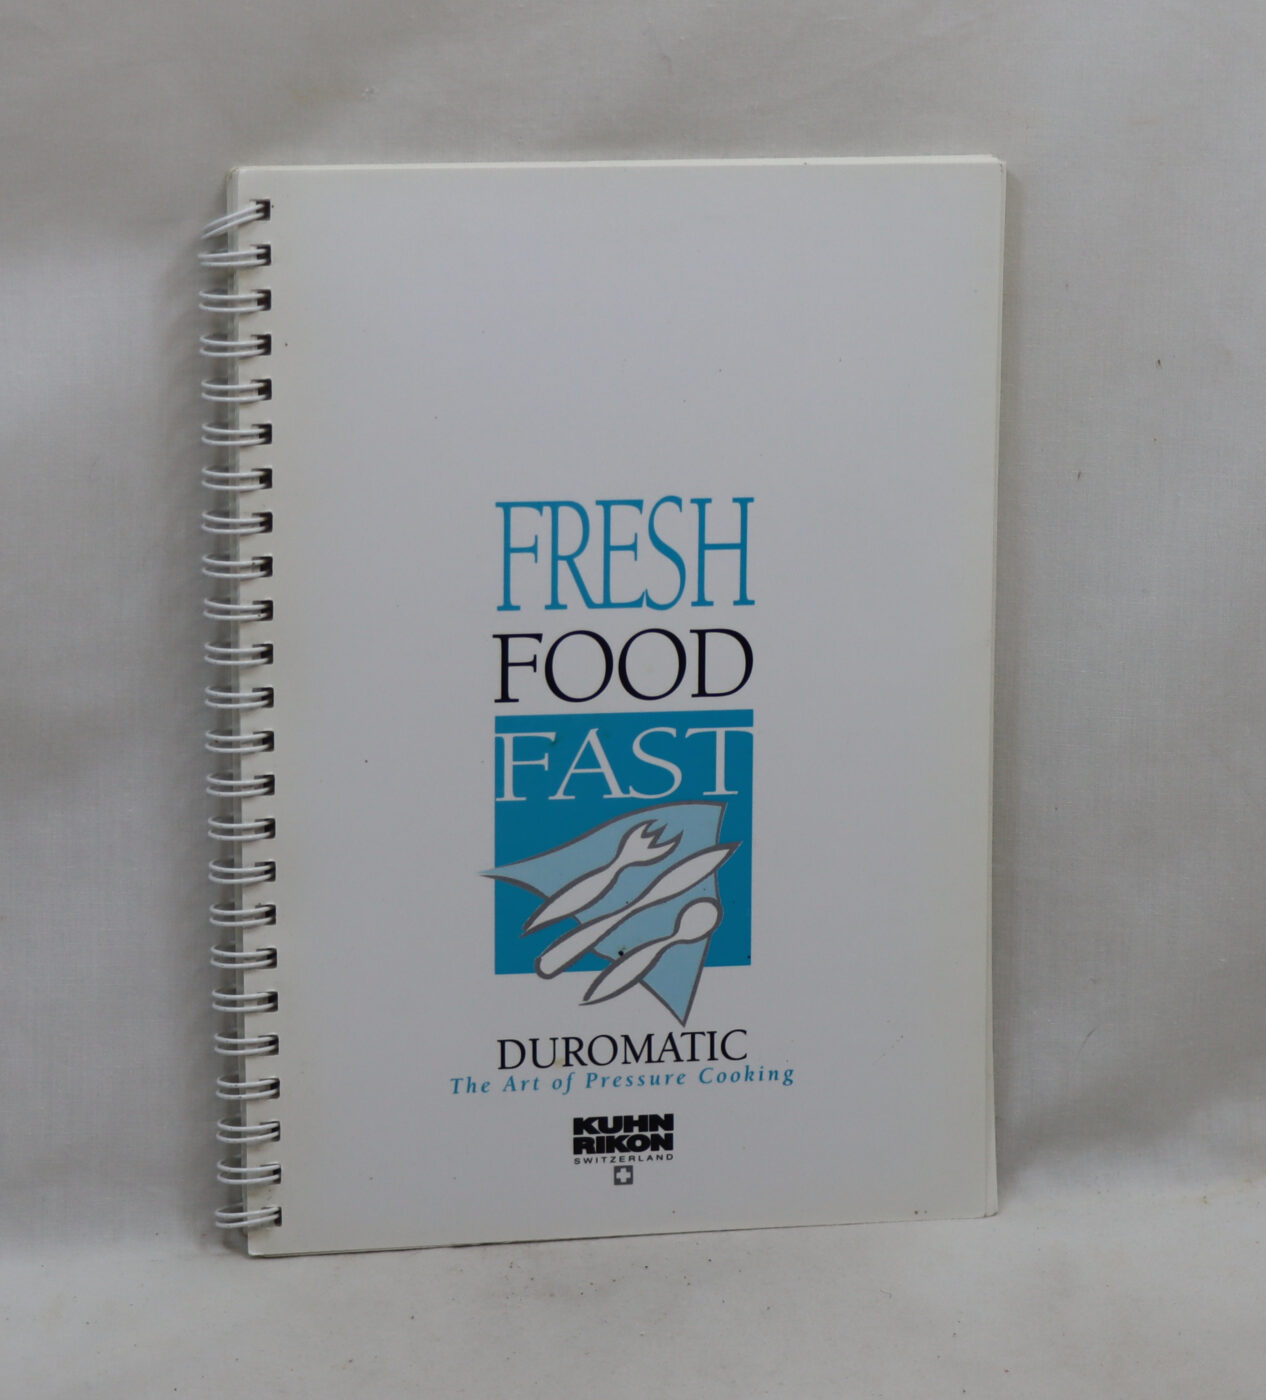 FRESH
FOOD
FAST
DUROMATIC
The Art of Pressure Cooking
KUHN
RIKON
SWITZERLAND